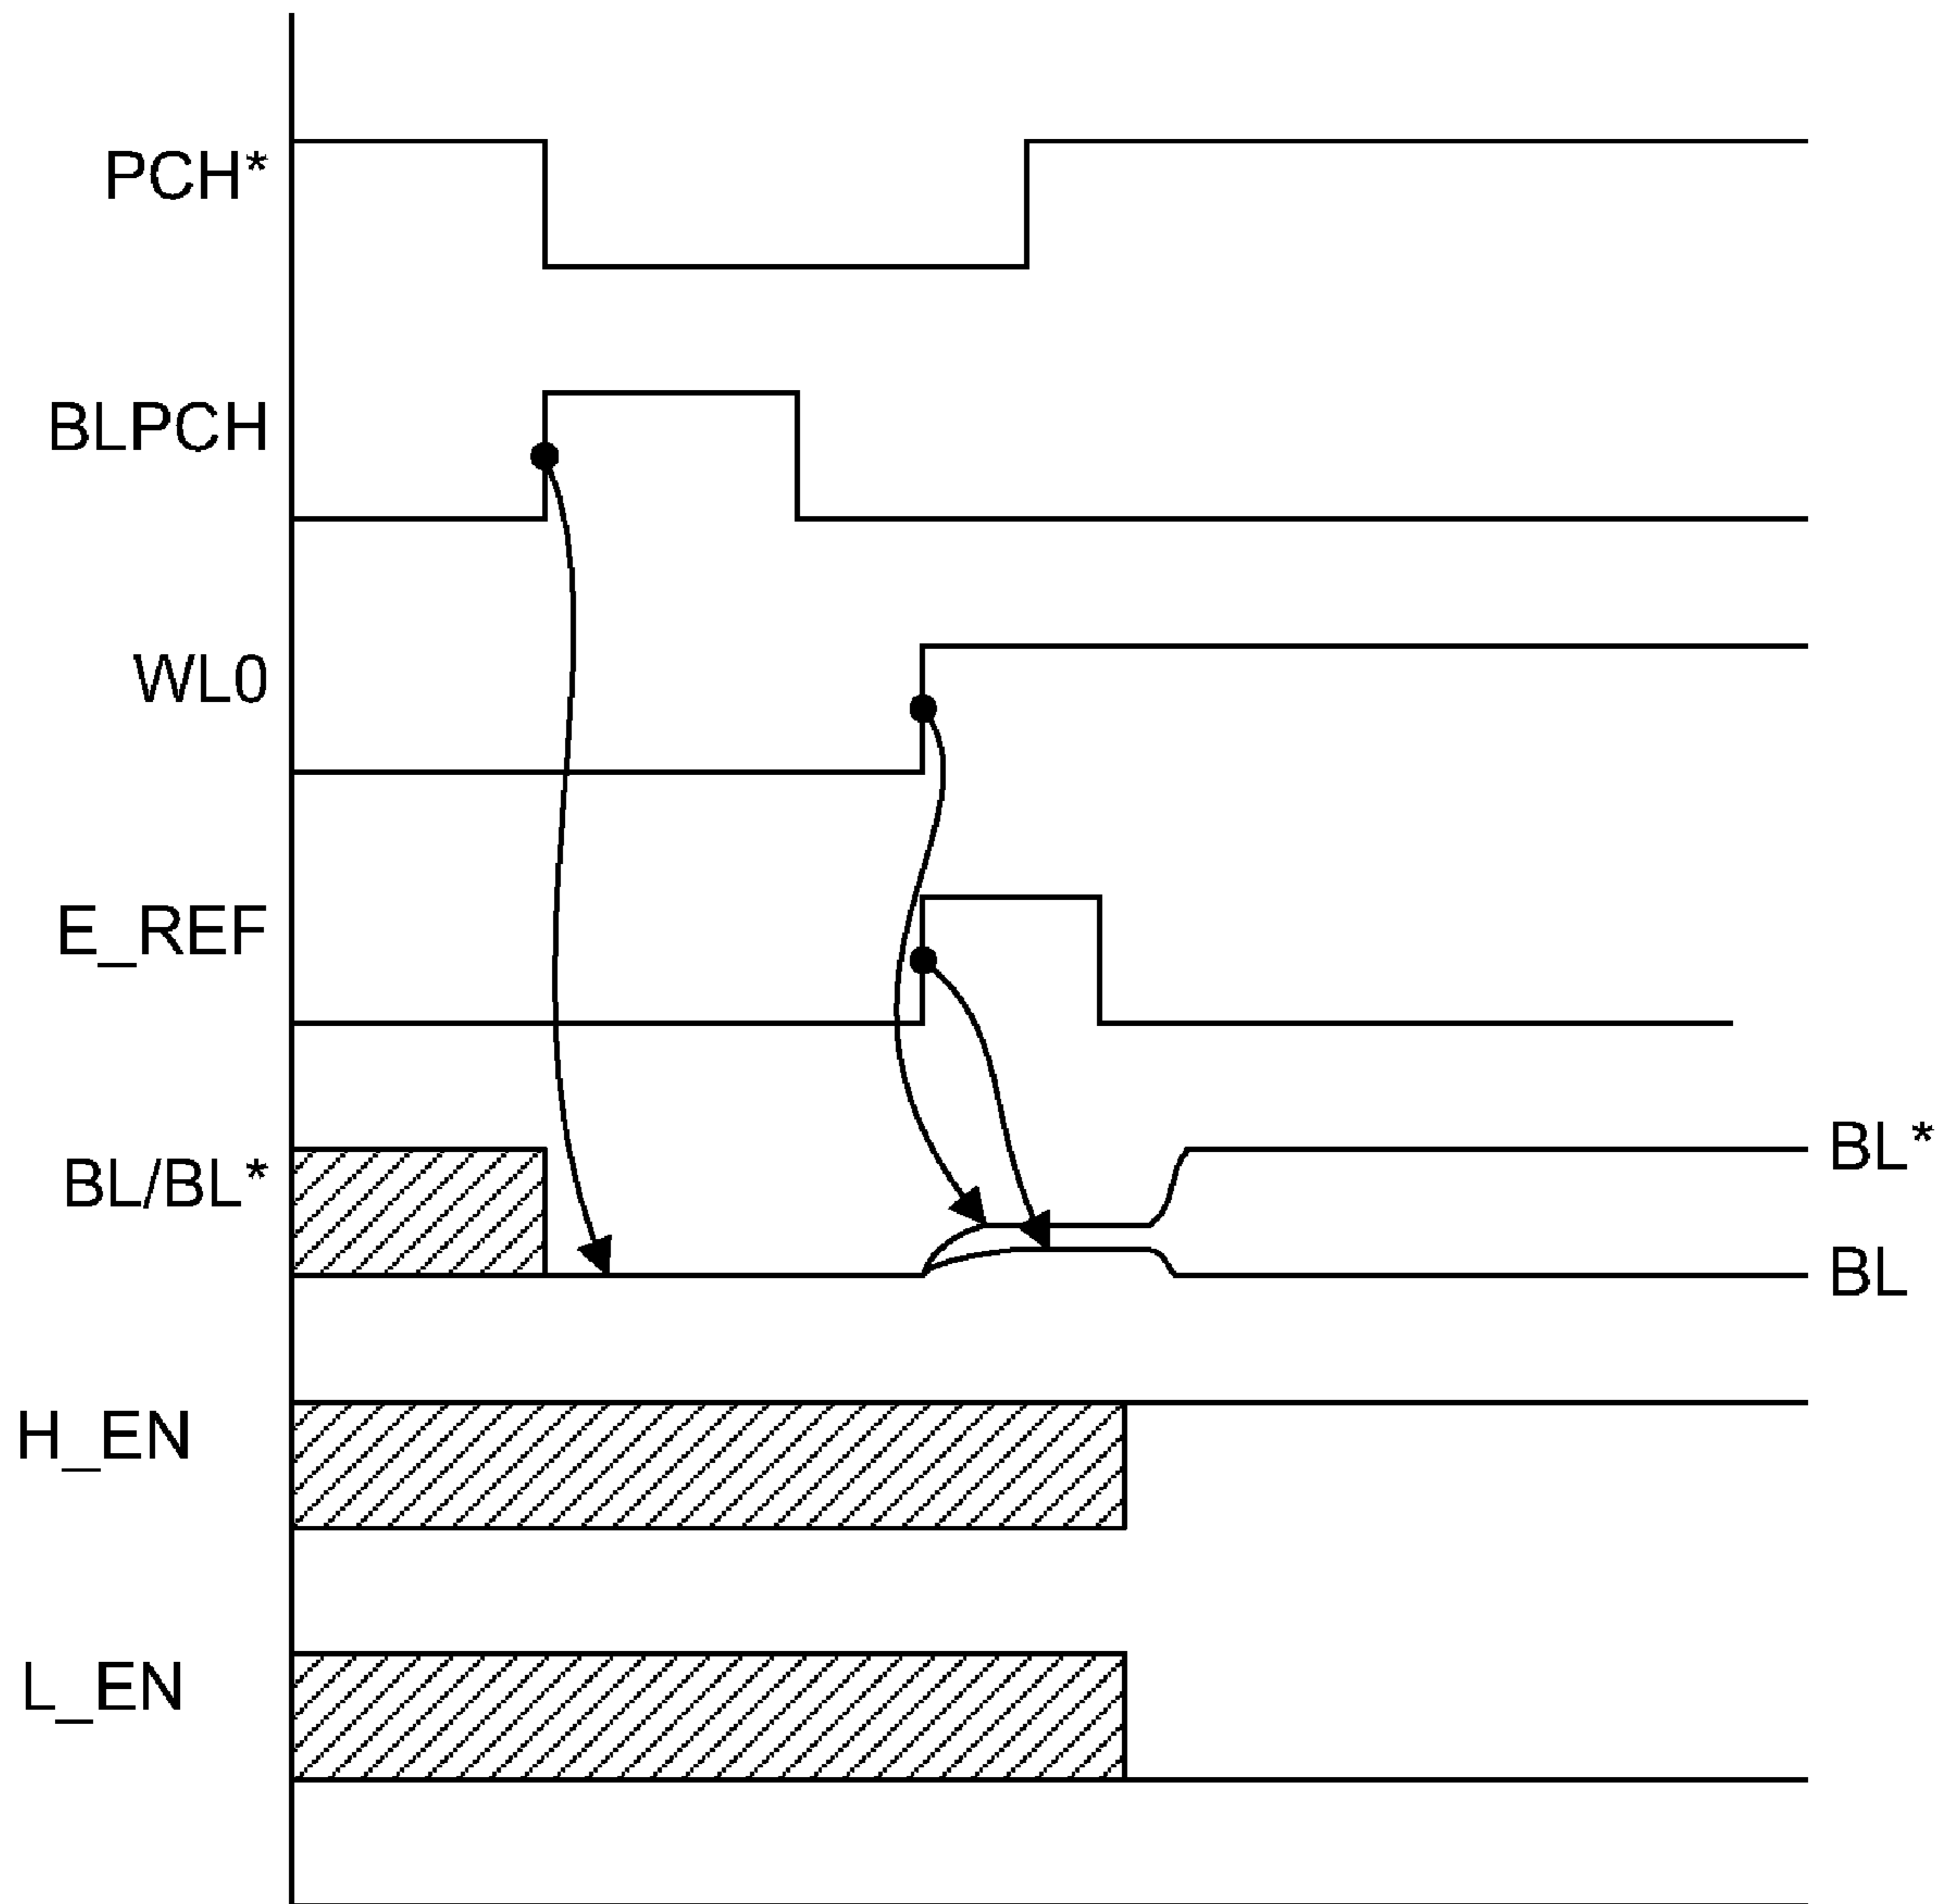 PCH*
BLPCH
WL0
E_REF
BL/BL*
BL*
BL
H_EN
L_EN